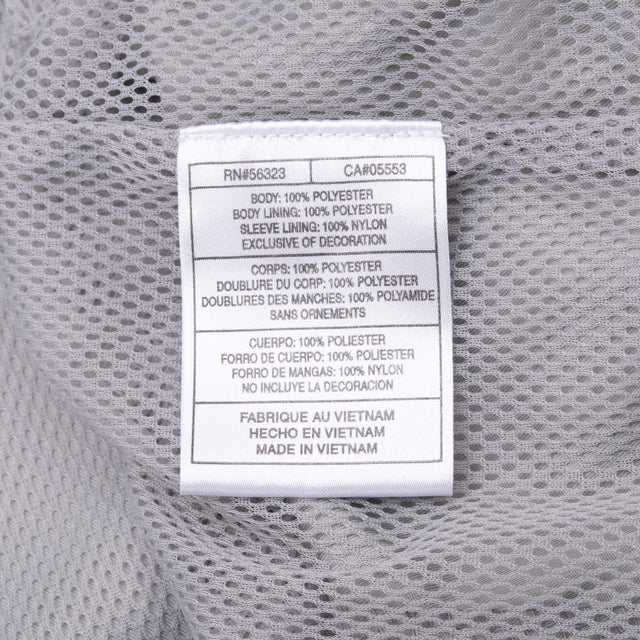 RN#56323 CA#05553
BODY: 100% POLYESTER
BODY LINING: 100% POLYESTER
SLEEVE LINING: 100% NYLON
EXCLUSIVE OF DECORATION
CORPS: 100% POLYESTER
DOUBLURE DU CORP: 100% POLYESTER
DOUBLURES DES MANCHES: 100% POLYAMIDE
SANS ORNEMENTS
CUERPO: 100% POLIESTER
FORRO DE CUERPO: 100% POLIESTER
FORRO DE MANGAS: 100% NYLON
NO INCLUYE LA DECORACION
FABRIQUE AU VIETNAM
HECHO EN VIETNAM
MADE IN VIETNAM